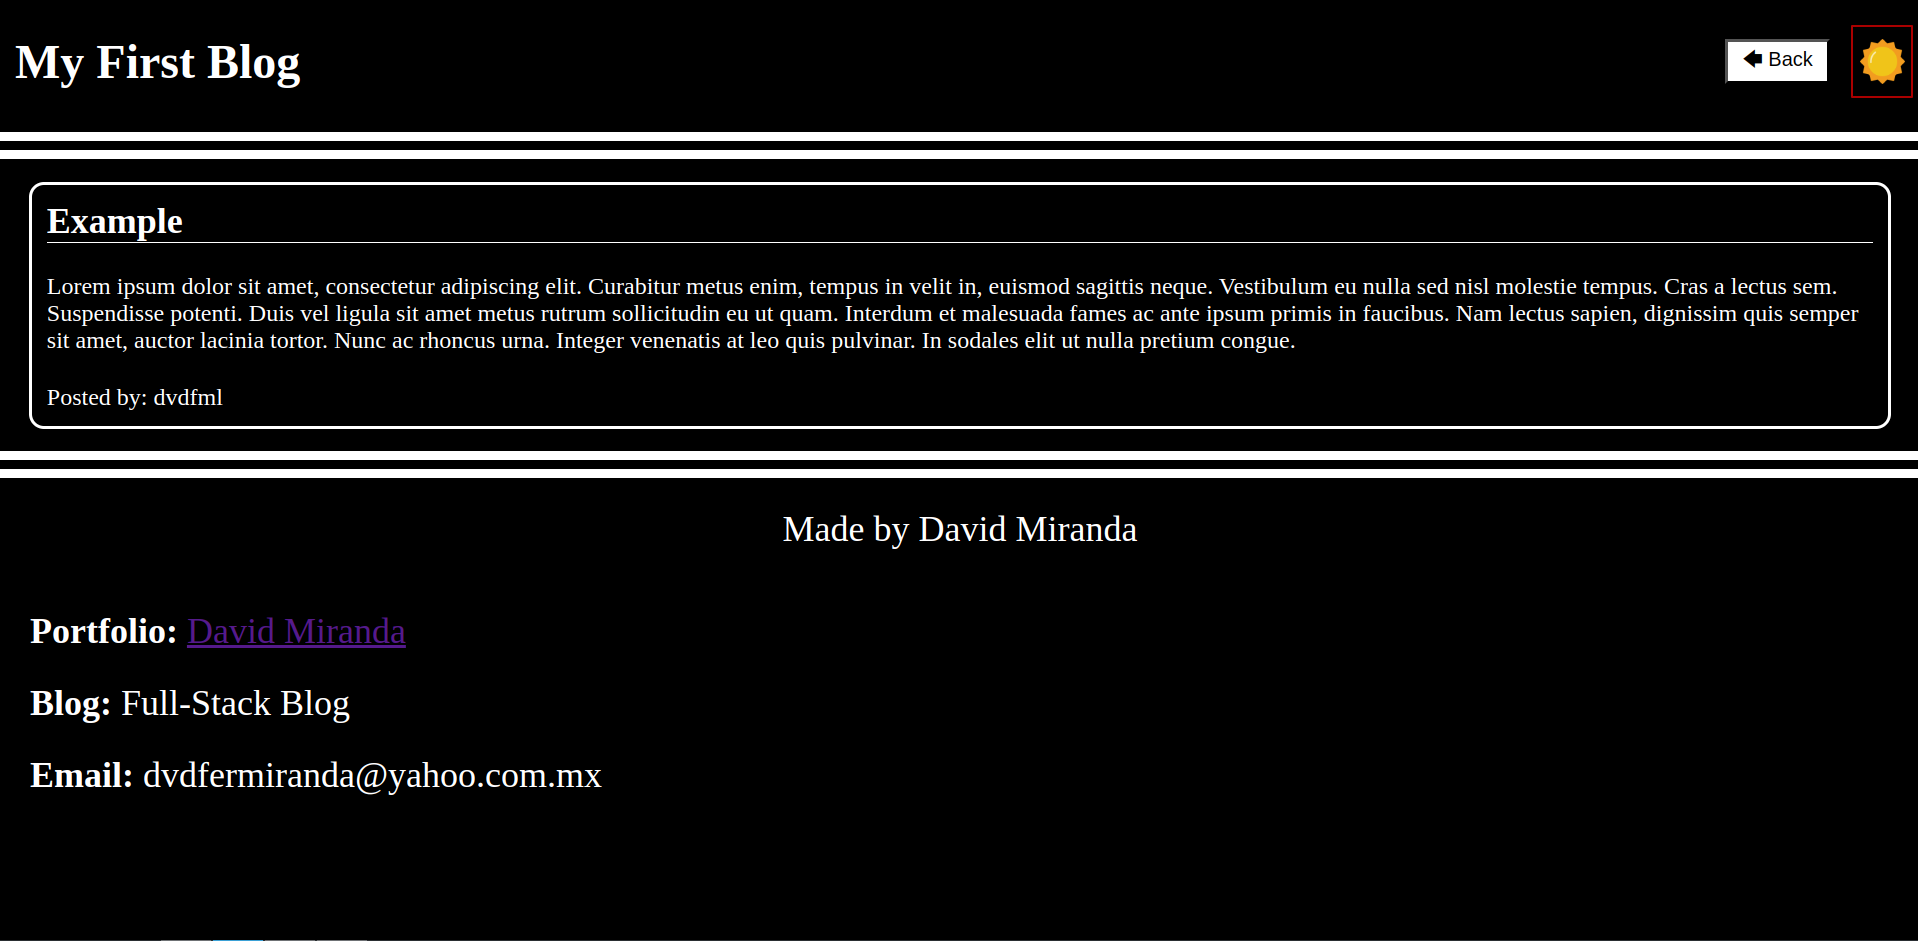 My First Blog
🡄 Back
Example
Lorem ipsum dolor sit amet, consectetur adipiscing elit. Curabitur metus enim, tempus in velit in, euismod sagittis neque. Vestibulum eu nulla sed nisl molestie tempus. Cras a lectus sem.
Suspendisse potenti. Duis vel ligula sit amet metus rutrum sollicitudin eu ut quam. Interdum et malesuada fames ac ante ipsum primis in faucibus. Nam lectus sapien, dignissim quis semper
sit amet, auctor lacinia tortor. Nunc ac rhoncus urna. Integer venenatis at leo quis pulvinar. In sodales elit ut nulla pretium congue.
Posted by: dvdfml
Made by David Miranda
Portfolio: David Miranda
Blog: Full-Stack Blog
Email: dvdfermiranda@yahoo.com.mx